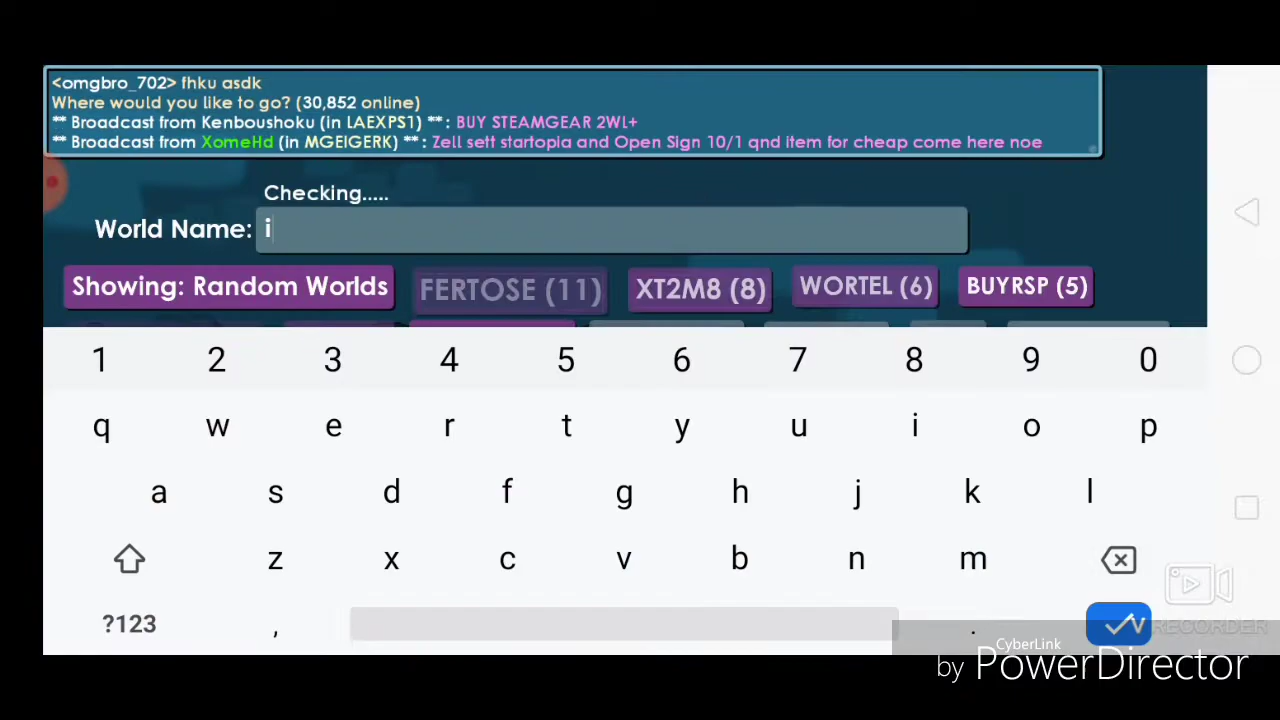 <omgbro_702> fhku asdk
Where would you like to go? (30,852 online)
** Broadcast from Kenboushoku (in LAEXPS1) ** : BUY STEAMGEAR 2WL+
** Broadcast from XomeHd (in MGEIGERK) ** : Zell sett startopia and Open Sign 10/1 qnd item for cheap come here noe
Checking.....
World Name: i
Showing: Random Worlds FERTOSE (11) XT2M8 (8) WORTEL (6) BUYRSP (5)
1 2 3 4 5 6 7 8 9 0
q w e r t y u i o p
a s d f g h j k l
z x c v b n m
?123 , .
RECORDER
CyberLink
by PowerDirector